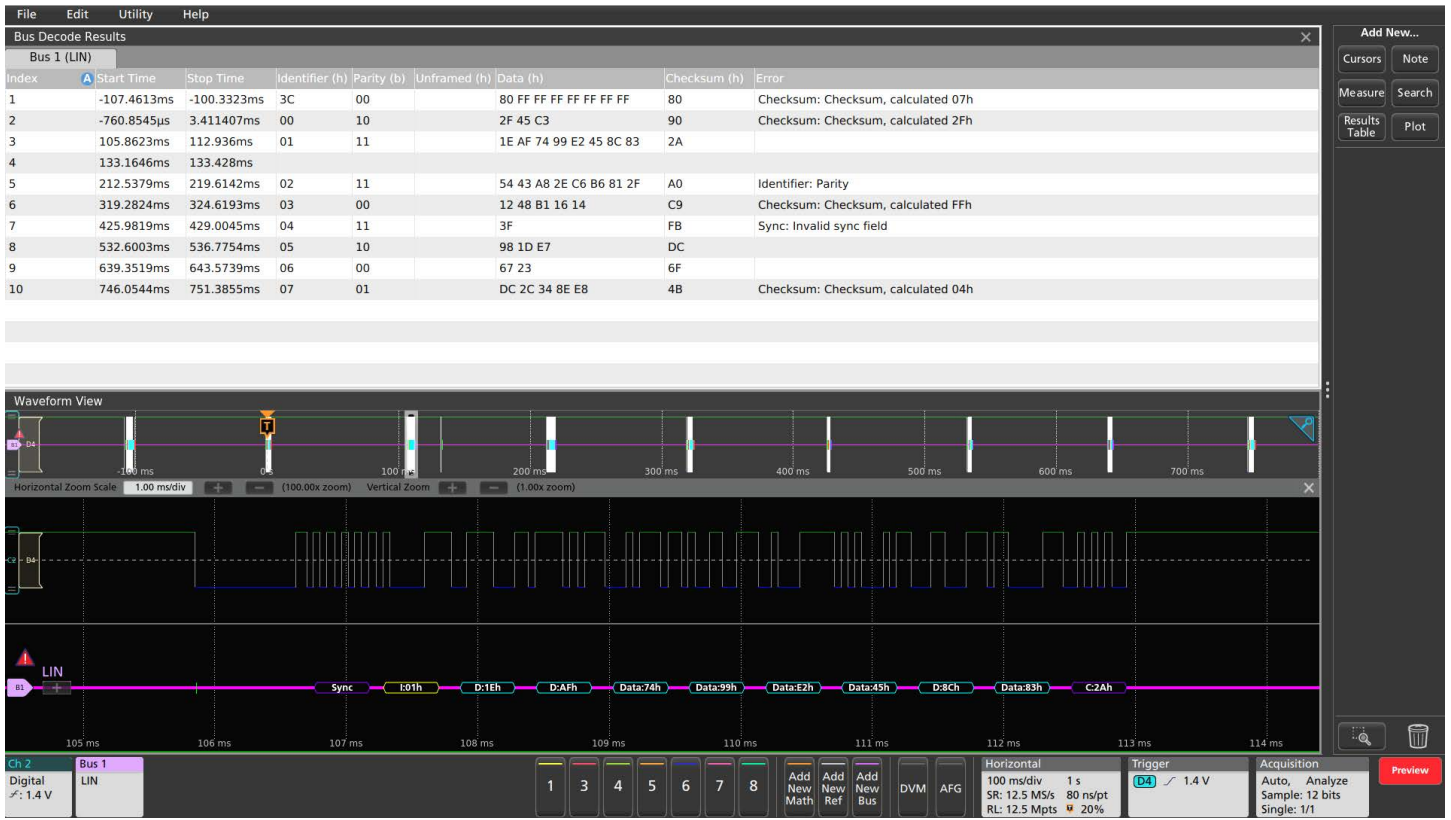 File Edit Utility Help
Bus Decode Results
Bus 1 (LIN)
Index A Start Time Stop Time Identifier (h) Parity (b) Unframed (h) Data (h) Checksum (h) Error
1 -107.4613ms -100.3323ms 3C 00 80 FF FF FF FF FF FF FF 80 Checksum: Checksum, calculated 07h
2 -760.8545µs 3.411407ms 00 10 2F 45 C3 90 Checksum: Checksum, calculated 2Fh
3 105.8623ms 112.936ms 01 11 1E AF 74 99 E2 45 8C 83 2A
4 133.1646ms 133.428ms
5 212.5379ms 219.6142ms 02 11 54 43 A8 2E C6 B6 81 2F A0 Identifier: Parity
6 319.2824ms 324.6193ms 03 00 12 48 B1 16 14 C9 Checksum: Checksum, calculated FFh
7 425.9819ms 429.0045ms 04 11 3F FB Sync: Invalid sync field
8 532.6003ms 536.7754ms 05 10 98 1D E7 DC
9 639.3519ms 643.5739ms 06 00 67 23 6F
10 746.0544ms 751.3855ms 07 01 DC 2C 34 8E E8 4B Checksum: Checksum, calculated 04h
Add New...
Cursors Note
Measure Search
Results Table Plot
Waveform View
T
B1 D4
-100 ms 0 s 100 ms 200 ms 300 ms 400 ms 500 ms 600 ms 700 ms
Horizontal Zoom Scale 1.00 ms/div + − (100.00x zoom) Vertical Zoom + − (1.00x zoom)
C2 D4
LIN
B1 + Sync I:01h D:1Eh D:AFh Data:74h Data:99h Data:E2h Data:45h D:8Ch Data:83h C:2Ah
105 ms 106 ms 107 ms 108 ms 109 ms 110 ms 111 ms 112 ms 113 ms 114 ms
Ch 2
Digital
: 1.4 V
Bus 1
LIN
1 3 4 5 6 7 8
Add New Math
Add New Ref
Add New Bus
DVM AFG
Horizontal
100 ms/div 1 s
SR: 12.5 MS/s 80 ns/pt
RL: 12.5 Mpts T 20%
Trigger
D4 1.4 V
Acquisition
Auto, Analyze
Sample: 12 bits
Single: 1/1
Preview